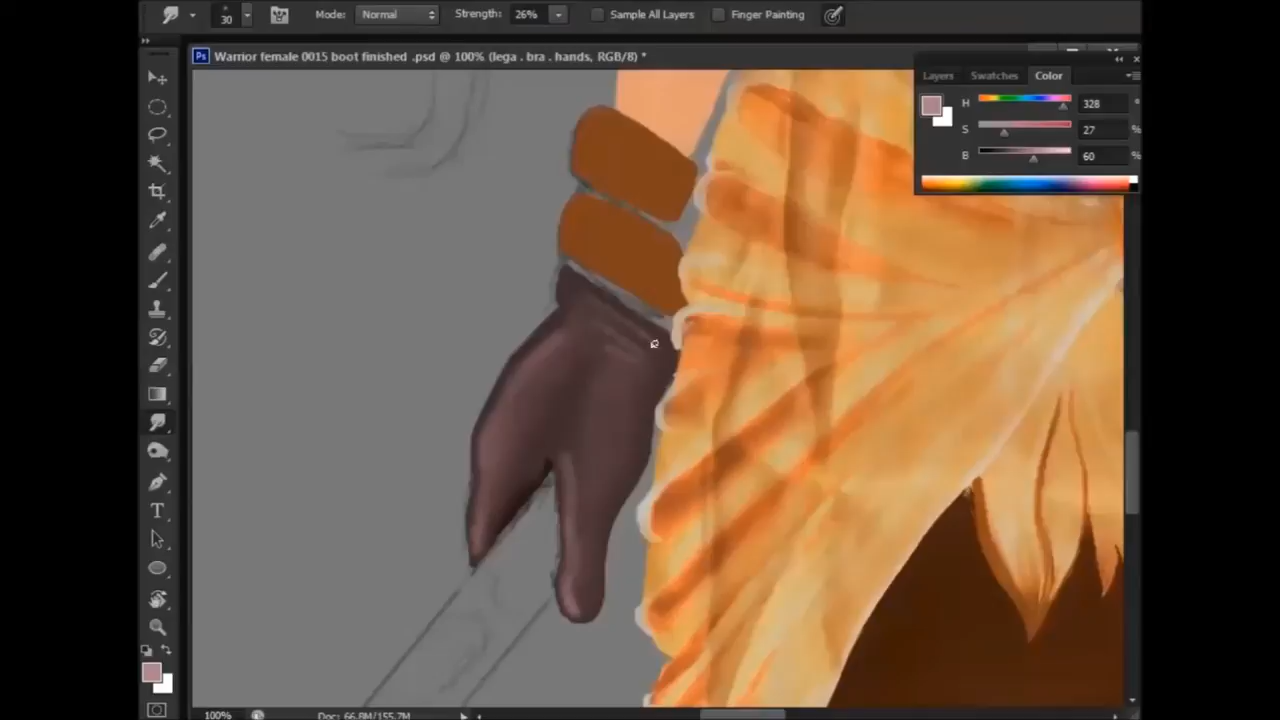 30 Mode: Normal Strength: 26% Sample All Layers Finger Painting
Ps Warrior female 0015 boot finished .psd @ 100% (lega . bra . hands, RGB/8) *
Layers Swatches Color
H 328 °
S 27 %
B 60 %
T
100% Doc: 66.8M/155.7M